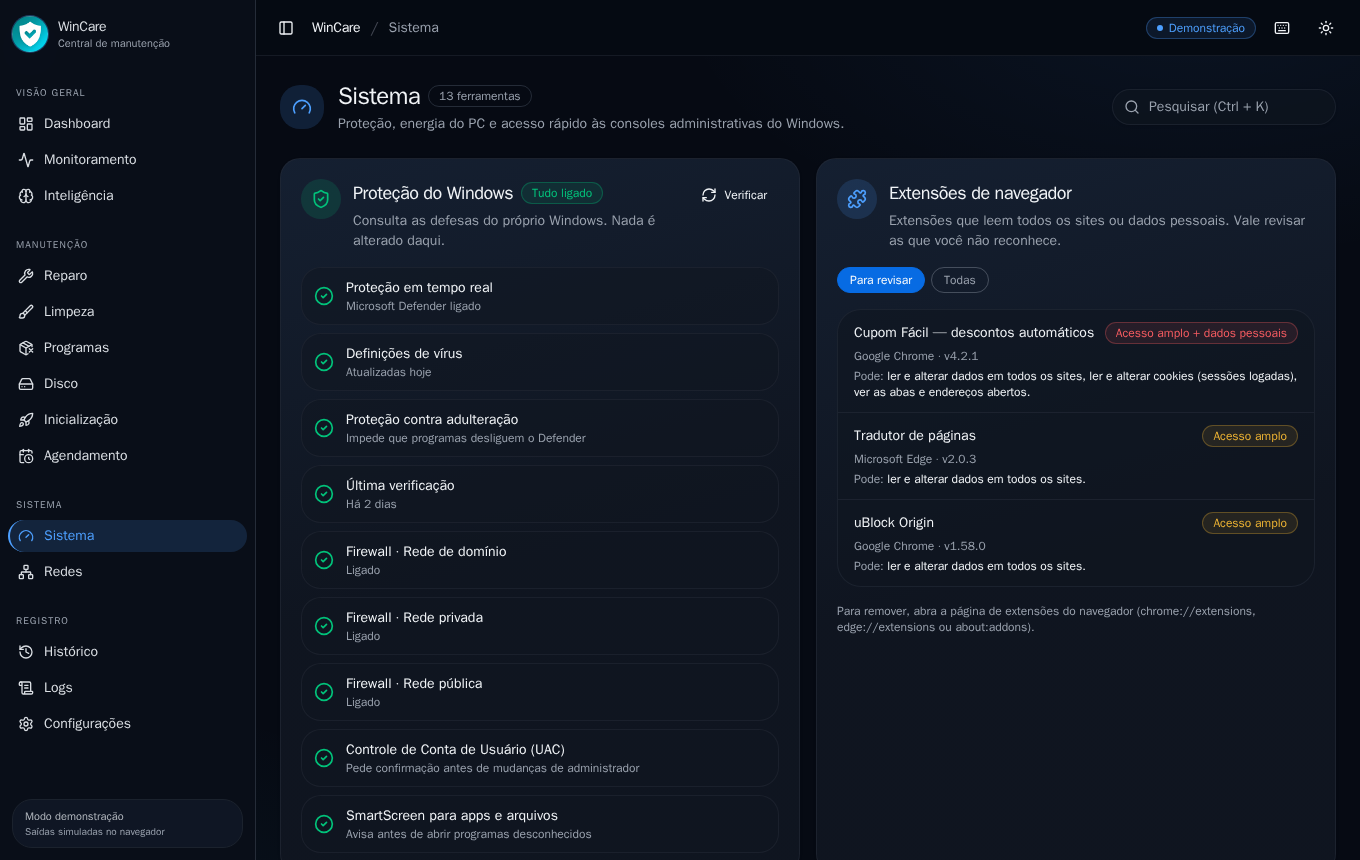 WinCare
Central de manutenção
VISÃO GERAL
Dashboard
Monitoramento
Inteligência
MANUTENÇÃO
Reparo
Limpeza
Programas
Disco
Inicialização
Agendamento
SISTEMA
Sistema
Redes
REGISTRO
Histórico
Logs
Configurações
Modo demonstração
Saídas simuladas no navegador
WinCare / Sistema
Demonstração
Sistema 13 ferramentas
Proteção, energia do PC e acesso rápido às consoles administrativas do Windows.
Pesquisar (Ctrl + K)
Proteção do Windows Tudo ligado
Verificar
Consulta as defesas do próprio Windows. Nada é
alterado daqui.
Proteção em tempo real
Microsoft Defender ligado
Definições de vírus
Atualizadas hoje
Proteção contra adulteração
Impede que programas desliguem o Defender
Última verificação
Há 2 dias
Firewall · Rede de domínio
Ligado
Firewall · Rede privada
Ligado
Firewall · Rede pública
Ligado
Controle de Conta de Usuário (UAC)
Pede confirmação antes de mudanças de administrador
SmartScreen para apps e arquivos
Avisa antes de abrir programas desconhecidos
Extensões de navegador
Extensões que leem todos os sites ou dados pessoais. Vale revisar
as que você não reconhece.
Para revisar Todas
Cupom Fácil — descontos automáticos Acesso amplo + dados pessoais
Google Chrome · v4.2.1
Pode: ler e alterar dados em todos os sites, ler e alterar cookies (sessões logadas),
ver as abas e endereços abertos.
Tradutor de páginas Acesso amplo
Microsoft Edge · v2.0.3
Pode: ler e alterar dados em todos os sites.
uBlock Origin Acesso amplo
Google Chrome · v1.58.0
Pode: ler e alterar dados em todos os sites.
Para remover, abra a página de extensões do navegador (chrome://extensions,
edge://extensions ou about:addons).